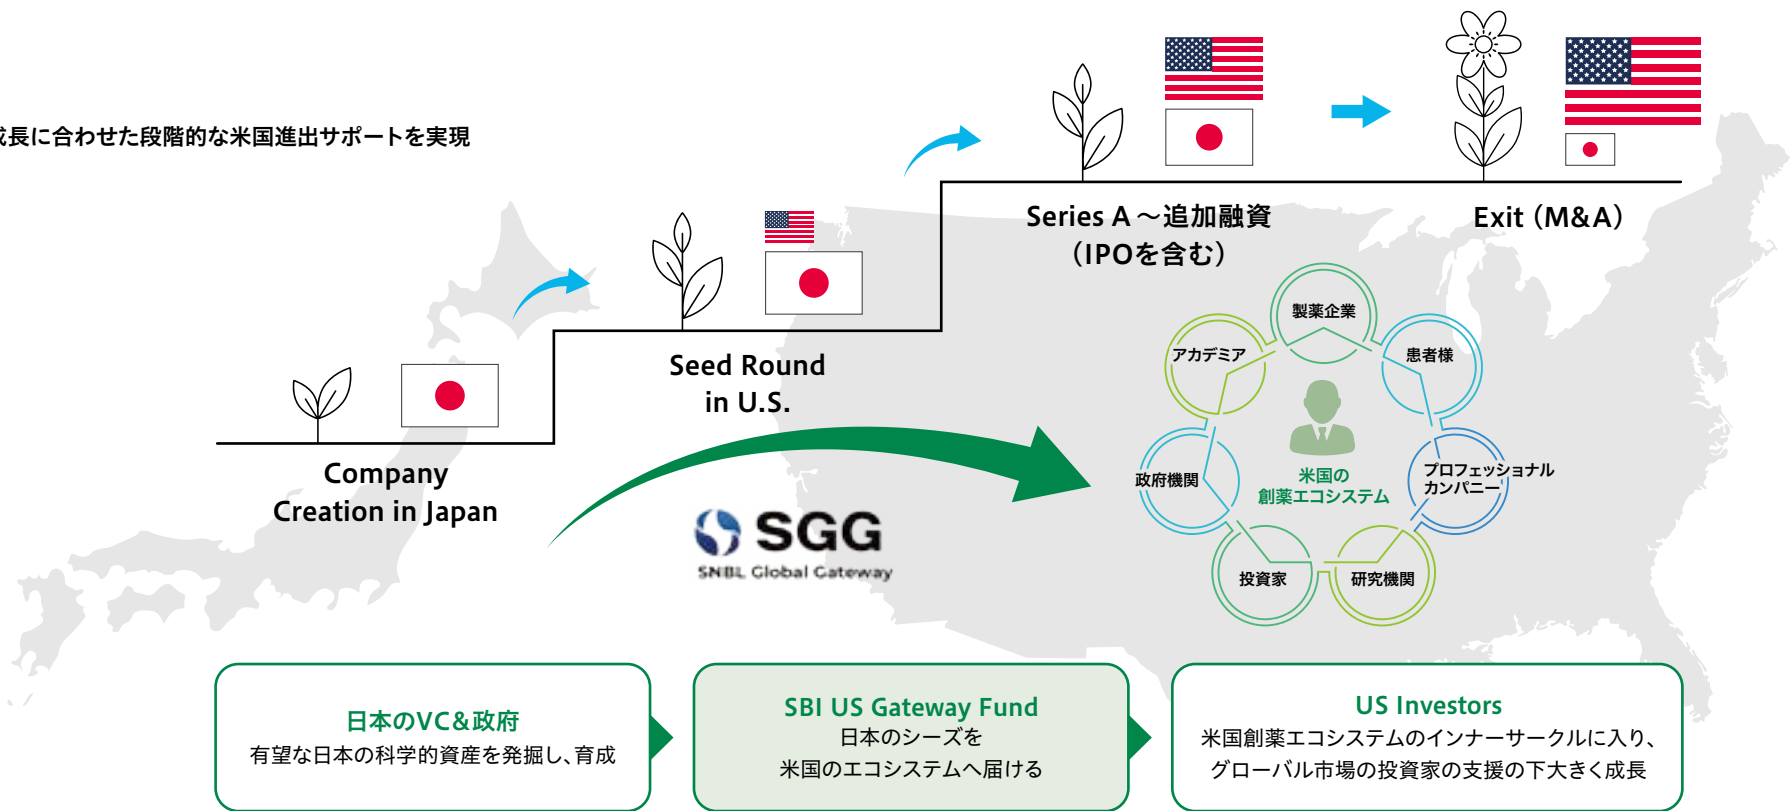 成長に合わせた段階的な米国進出サポートを実現
Series A～追加融資
（IPOを含む）
Exit（M&A）
Seed Round
in U.S.
Company
Creation in Japan
製薬企業
アカデミア
患者様
政府機関
プロフェッショナル
カンパニー
米国の
創薬エコシステム
投資家
研究機関
SGG
SNBL Global Gateway
日本のVC&政府
有望な日本の科学的資産を発掘し、育成
SBI US Gateway Fund
日本のシーズを
米国のエコシステムへ届ける
US Investors
米国創薬エコシステムのインナーサークルに入り、
グローバル市場の投資家の支援の下大きく成長